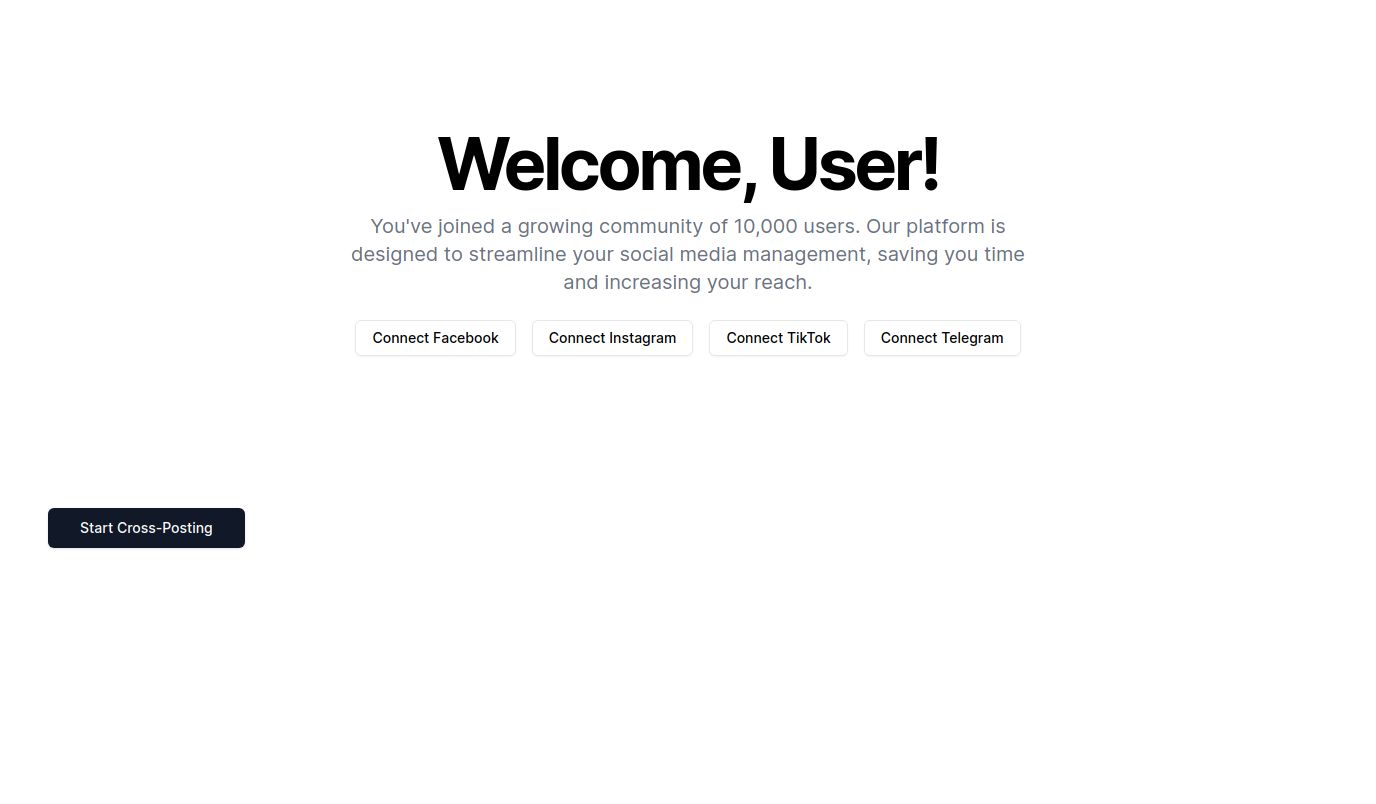 Welcome, User!
You've joined a growing community of 10,000 users. Our platform is
designed to streamline your social media management, saving you time
and increasing your reach.
Connect Facebook Connect Instagram Connect TikTok Connect Telegram
Start Cross-Posting